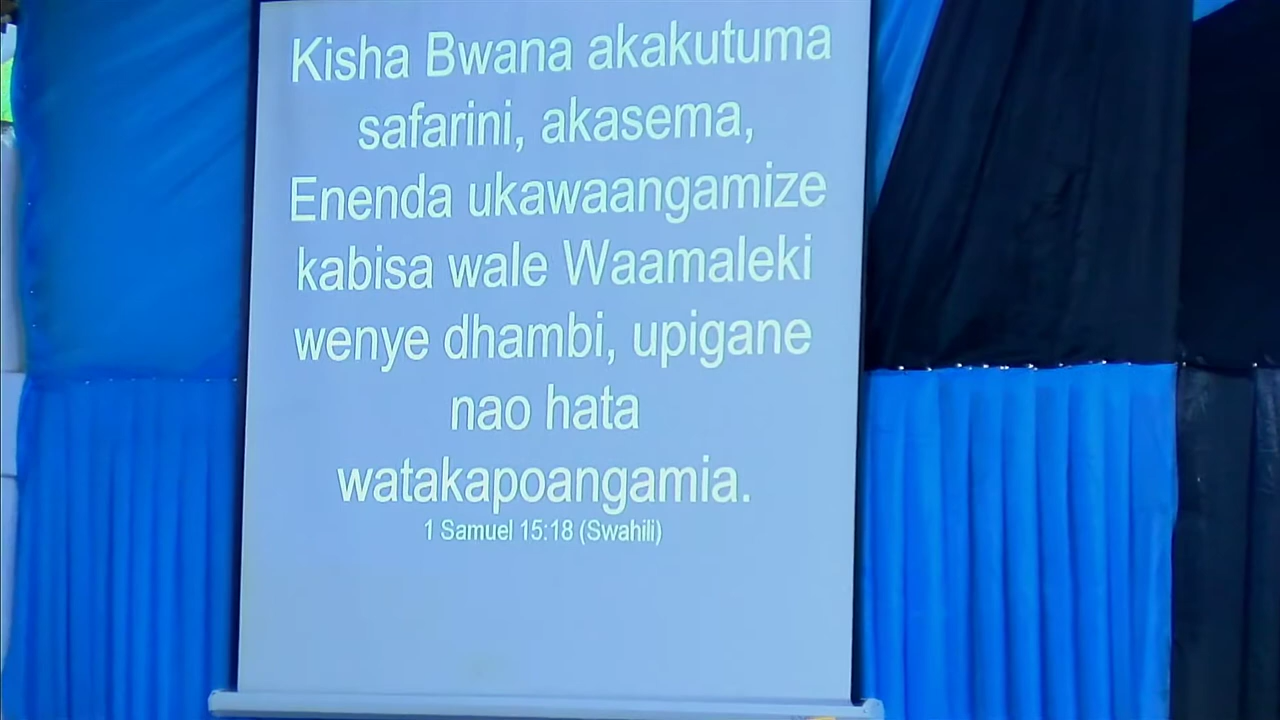 Kisha Bwana akakutuma
safarini, akasema,
Enenda ukawaangamize
kabisa wale Waamaleki
wenye dhambi, upigane
nao hata
watakapoangamia.
1 Samuel 15:18 (Swahili)